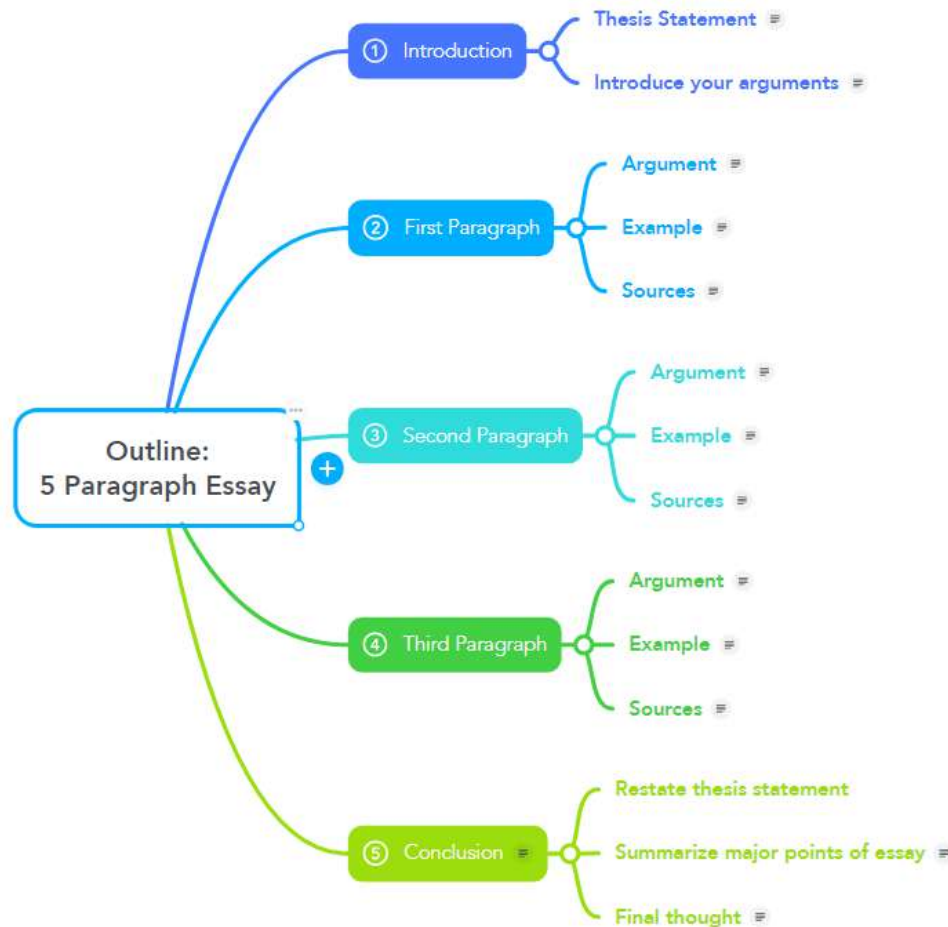 Outline:
5 Paragraph Essay
1 Introduction
Thesis Statement
Introduce your arguments
2 First Paragraph
Argument
Example
Sources
3 Second Paragraph
Argument
Example
Sources
4 Third Paragraph
Argument
Example
Sources
5 Conclusion
Restate thesis statement
Summarize major points of essay
Final thought